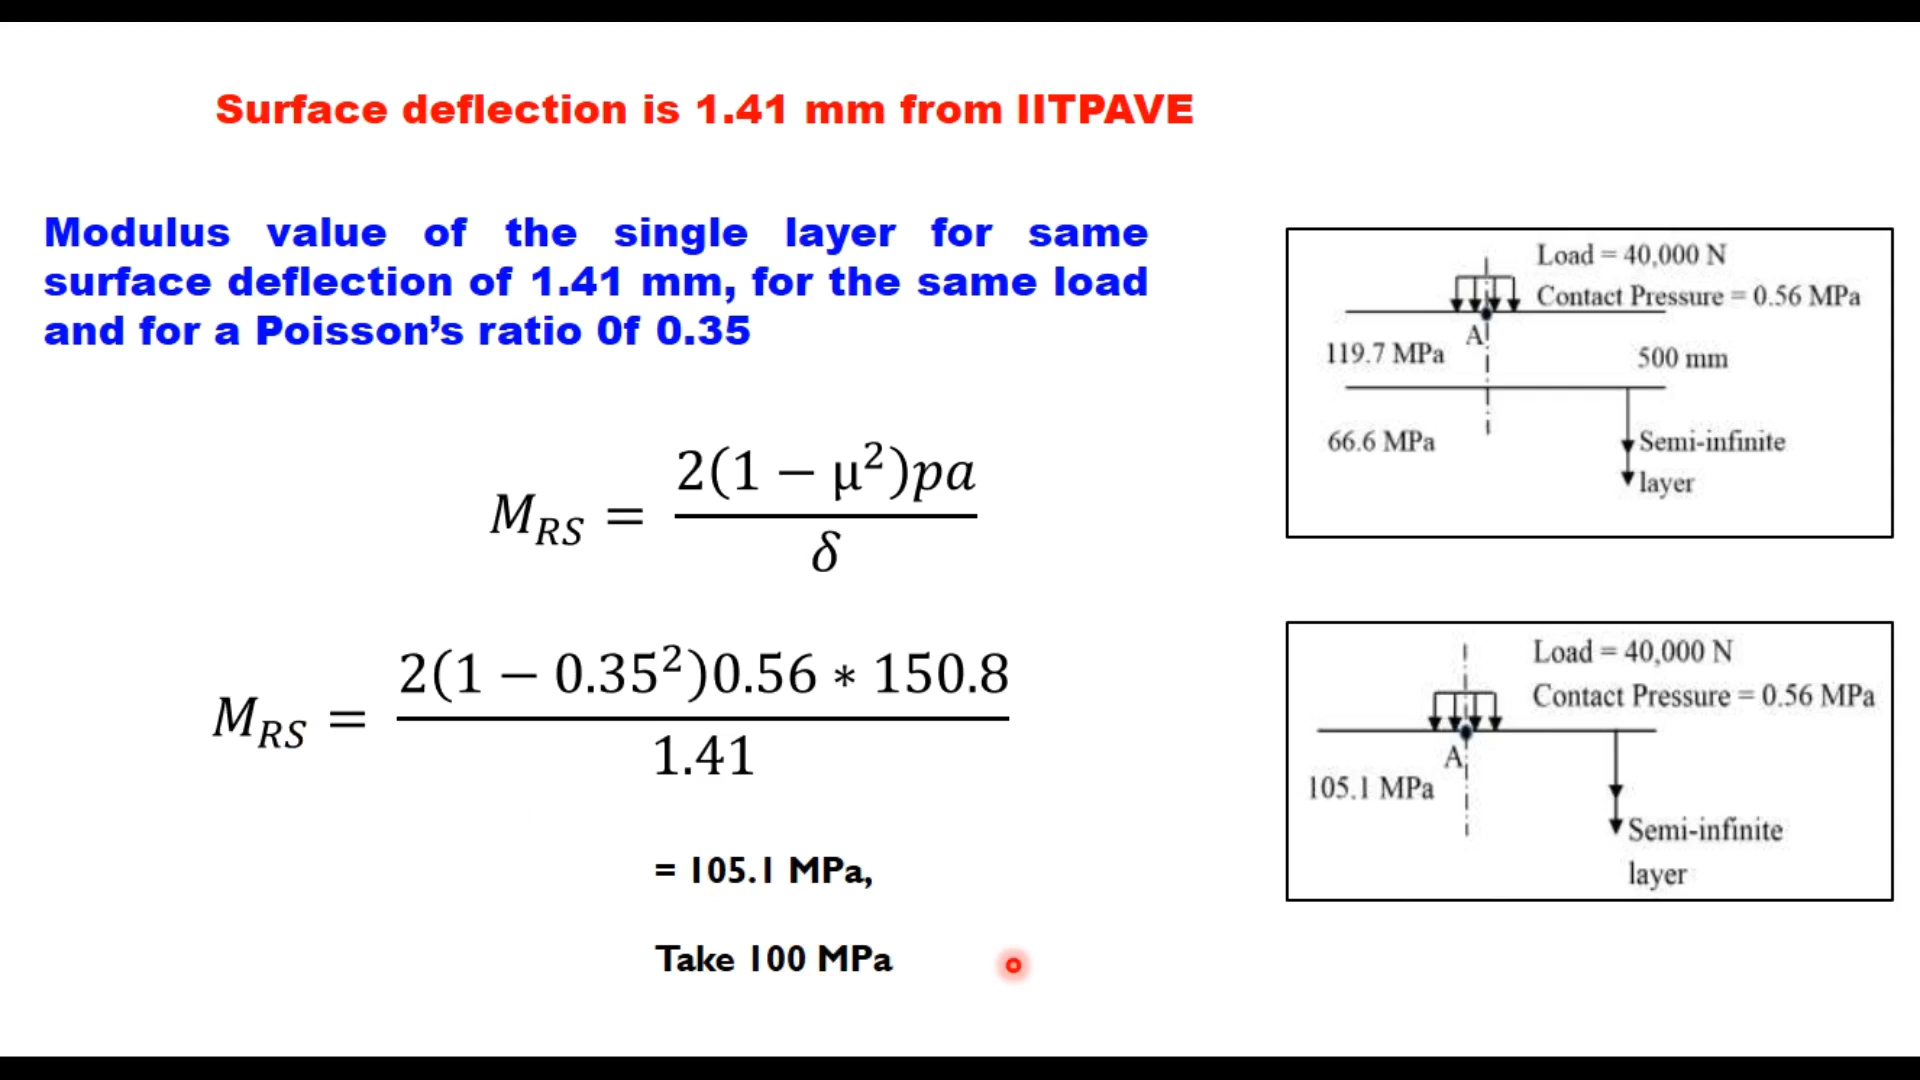 Surface deflection is 1.41 mm from IITPAVE
Modulus value of the single layer for same
surface deflection of 1.41 mm, for the same load
and for a Poisson’s ratio 0f 0.35
M_RS = 2(1 − µ²)pa / δ
M_RS = 2(1 − 0.35²)0.56 ∗ 150.8 / 1.41
= 105.1 MPa,
Take 100 MPa
Load = 40,000 N
Contact Pressure = 0.56 MPa
A
119.7 MPa
500 mm
66.6 MPa
Semi-infinite
layer
Load = 40,000 N
Contact Pressure = 0.56 MPa
A
105.1 MPa
Semi-infinite
layer